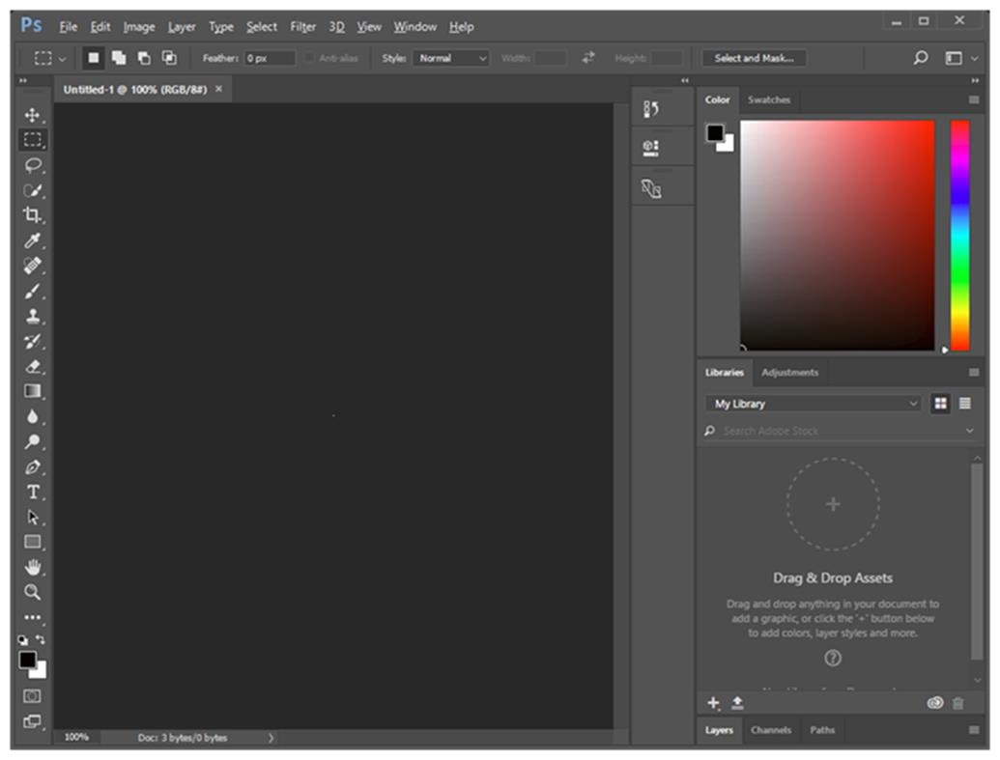 Ps File Edit Image Layer Type Select Filter 3D View Window Help
Feather: 0 px Anti-alias Style: Normal Width: Height: Select and Mask...
Untitled-1 @ 100% (RGB/8#) ×
Color Swatches
Libraries Adjustments
My Library
Search Adobe Stock
Drag & Drop Assets
Drag and drop anything in your document to
add a graphic, or click the '+' button below
to add colors, layer styles and more.
100% Doc: 3 bytes/0 bytes
Layers Channels Paths